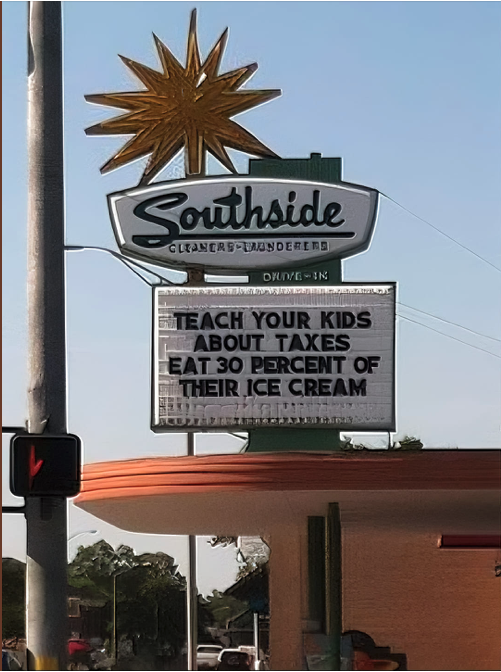 Southside
CLEANERS-LAUNDERERS
DRIVE-IN
TEACH YOUR KIDS
ABOUT TAXES
EAT 30 PERCENT OF
THEIR ICE CREAM